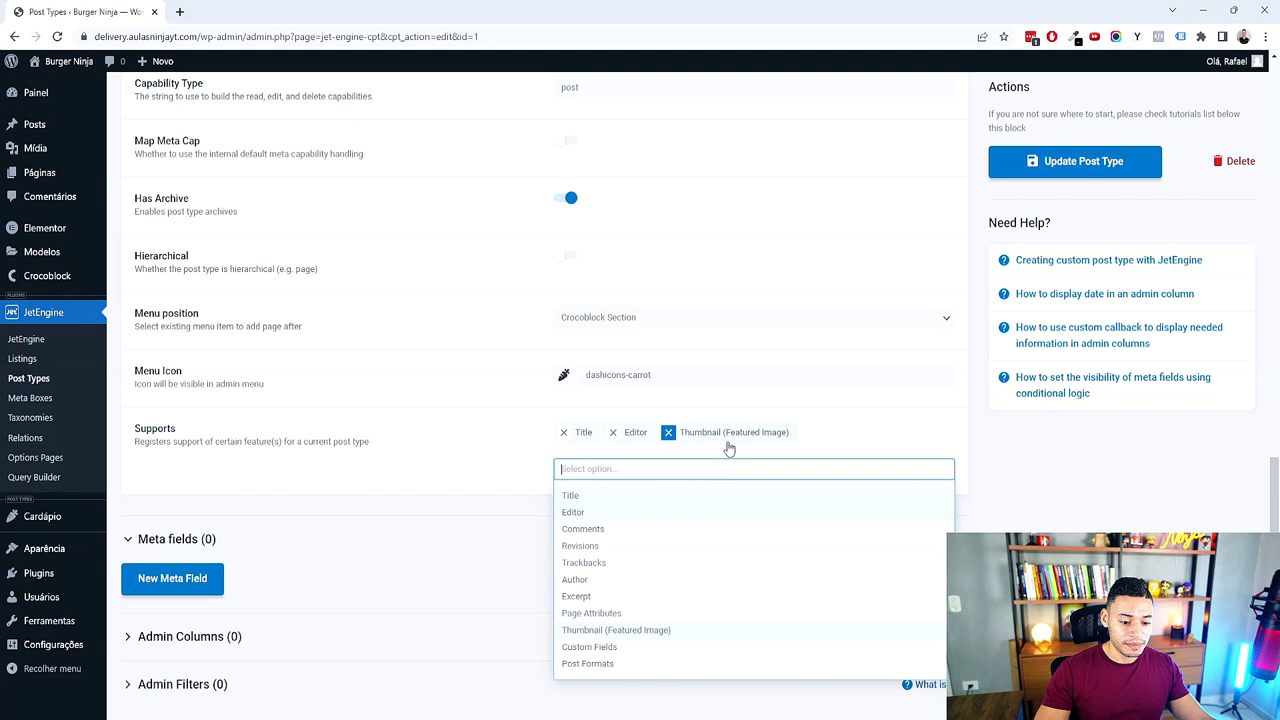 Post Types ‹ Burger Ninja — Wo
delivery.aulasninjayt.com/wp-admin/admin.php?page=jet-engine-cpt&cpt_action=edit&id=1
Burger Ninja
0
Novo
Olá, Rafael
Painel
Posts
Mídia
Páginas
Comentários
Elementor
Modelos
Crocoblock
PLUGINS
JetEngine
JetEngine
Listings
Post Types
Meta Boxes
Taxonomies
Relations
Options Pages
Query Builder
POST TYPES
Cardápio
Aparência
Plugins
Usuários
Ferramentas
Configurações
Recolher menu
Capability Type
The string to use to build the read, edit, and delete capabilities
post
Map Meta Cap
Whether to use the internal default meta capability handling
Has Archive
Enables post type archives
Hierarchical
Whether the post type is hierarchical (e.g. page)
Menu position
Select existing menu item to add page after
Crocoblock Section
Menu Icon
Icon will be visible in admin menu
dashicons-carrot
Supports
Registers support of certain feature(s) for a current post type
Title
Editor
Thumbnail (Featured Image)
Select option...
Title
Editor
Comments
Revisions
Trackbacks
Author
Excerpt
Page Attributes
Thumbnail (Featured Image)
Custom Fields
Post Formats
Meta fields (0)
New Meta Field
Admin Columns (0)
Admin Filters (0)
What is
Actions
If you are not sure where to start, please check tutorials list below
this block
Update Post Type
Delete
Need Help?
Creating custom post type with JetEngine
How to display date in an admin column
How to use custom callback to display needed
information in admin columns
How to set the visibility of meta fields using
conditional logic